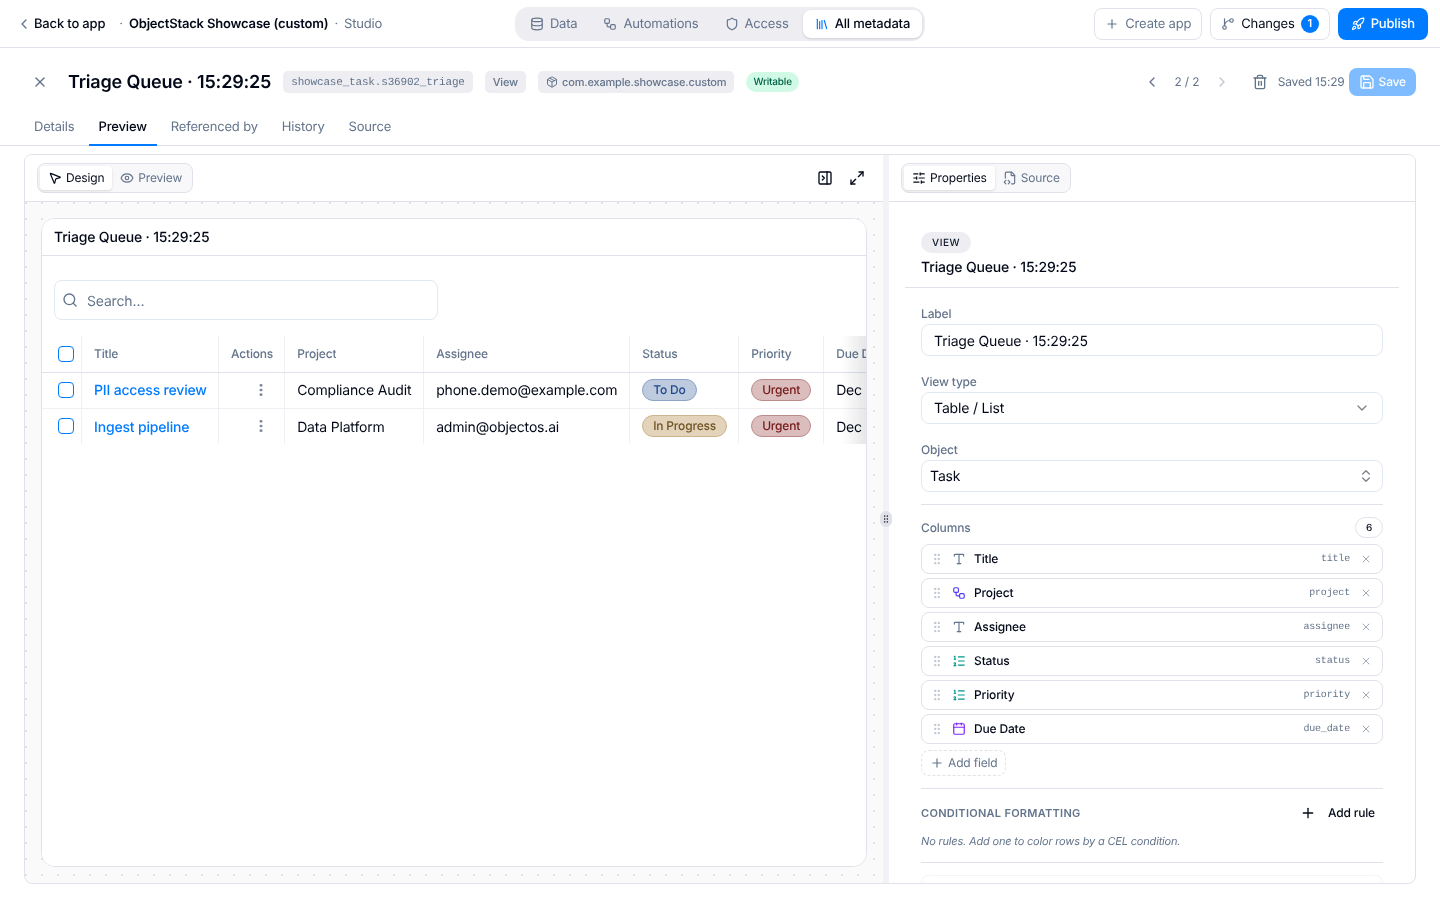 Back to app · ObjectStack Showcase (custom) · Studio
Data
Automations
Access
All metadata
Create app
Changes 1
Publish
Triage Queue · 15:29:25
showcase_task.s36902_triage
View
com.example.showcase.custom
Writable
2 / 2
Saved 15:29
Save
Details
Preview
Referenced by
History
Source
Design
Preview
Properties
Source
Triage Queue · 15:29:25
Search...
Title Actions Project Assignee Status Priority Due D
PII access review Compliance Audit phone.demo@example.com To Do Urgent Dec
Ingest pipeline Data Platform admin@objectos.ai In Progress Urgent Dec
VIEW
Triage Queue · 15:29:25
Label
Triage Queue · 15:29:25
View type
Table / List
Object
Task
Columns 6
Title title
Project project
Assignee assignee
Status status
Priority priority
Due Date due_date
Add field
CONDITIONAL FORMATTING
Add rule
No rules. Add one to color rows by a CEL condition.